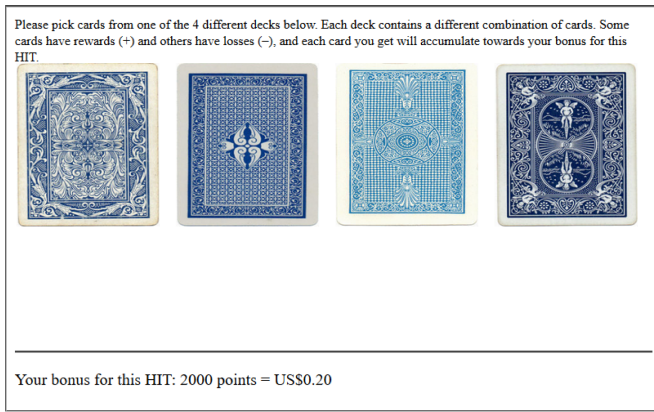 Please pick cards from one of the 4 different decks below. Each deck contains a different combination of cards. Some
cards have rewards (+) and others have losses (–), and each card you get will accumulate towards your bonus for this
HIT.
Your bonus for this HIT: 2000 points = US$0.20